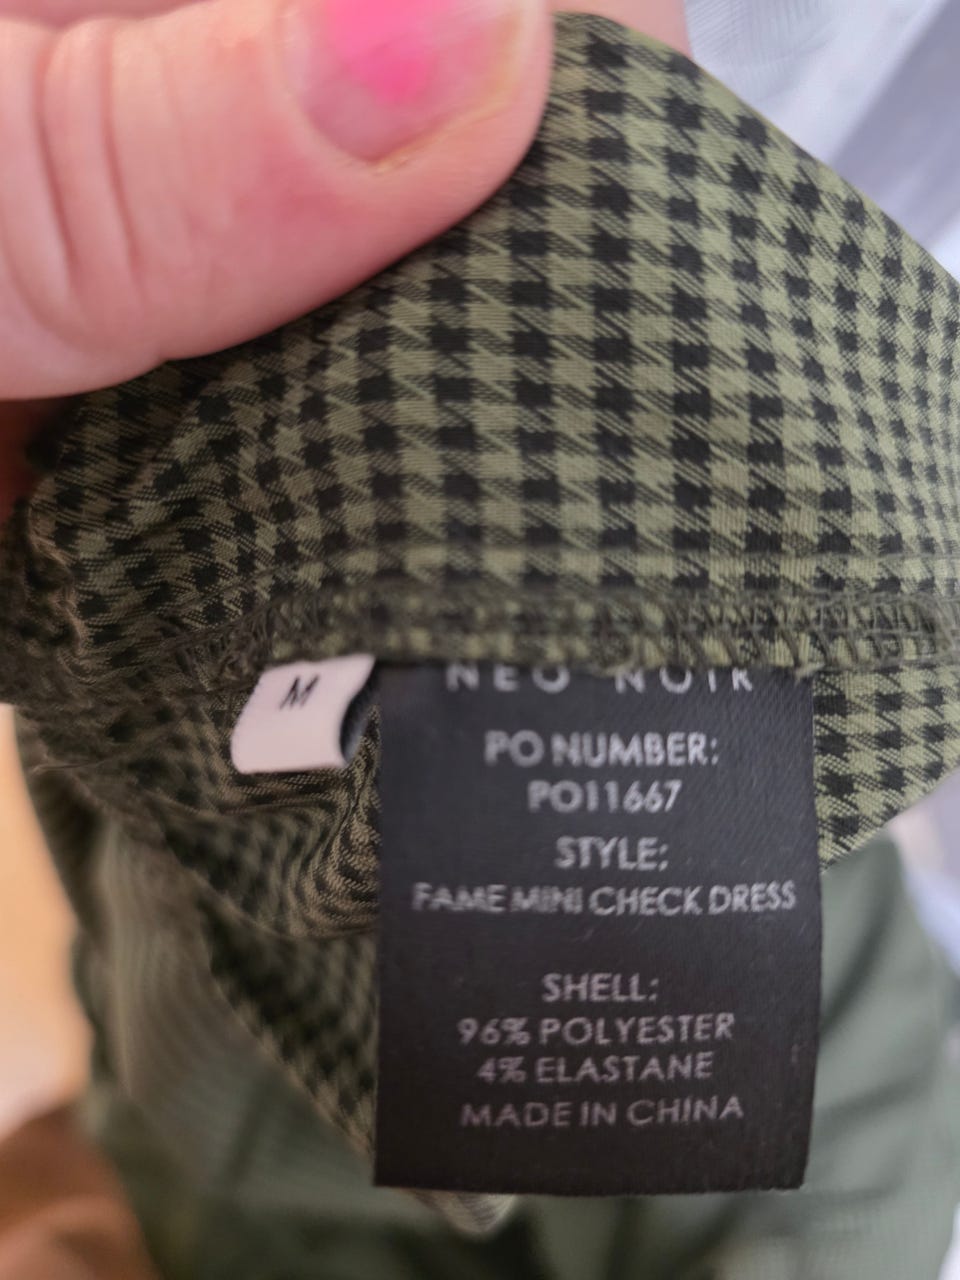 M
NEO NOIR
PO NUMBER:
PO11667
STYLE:
FAME MINI CHECK DRESS
SHELL:
96% POLYESTER
4% ELASTANE
MADE IN CHINA